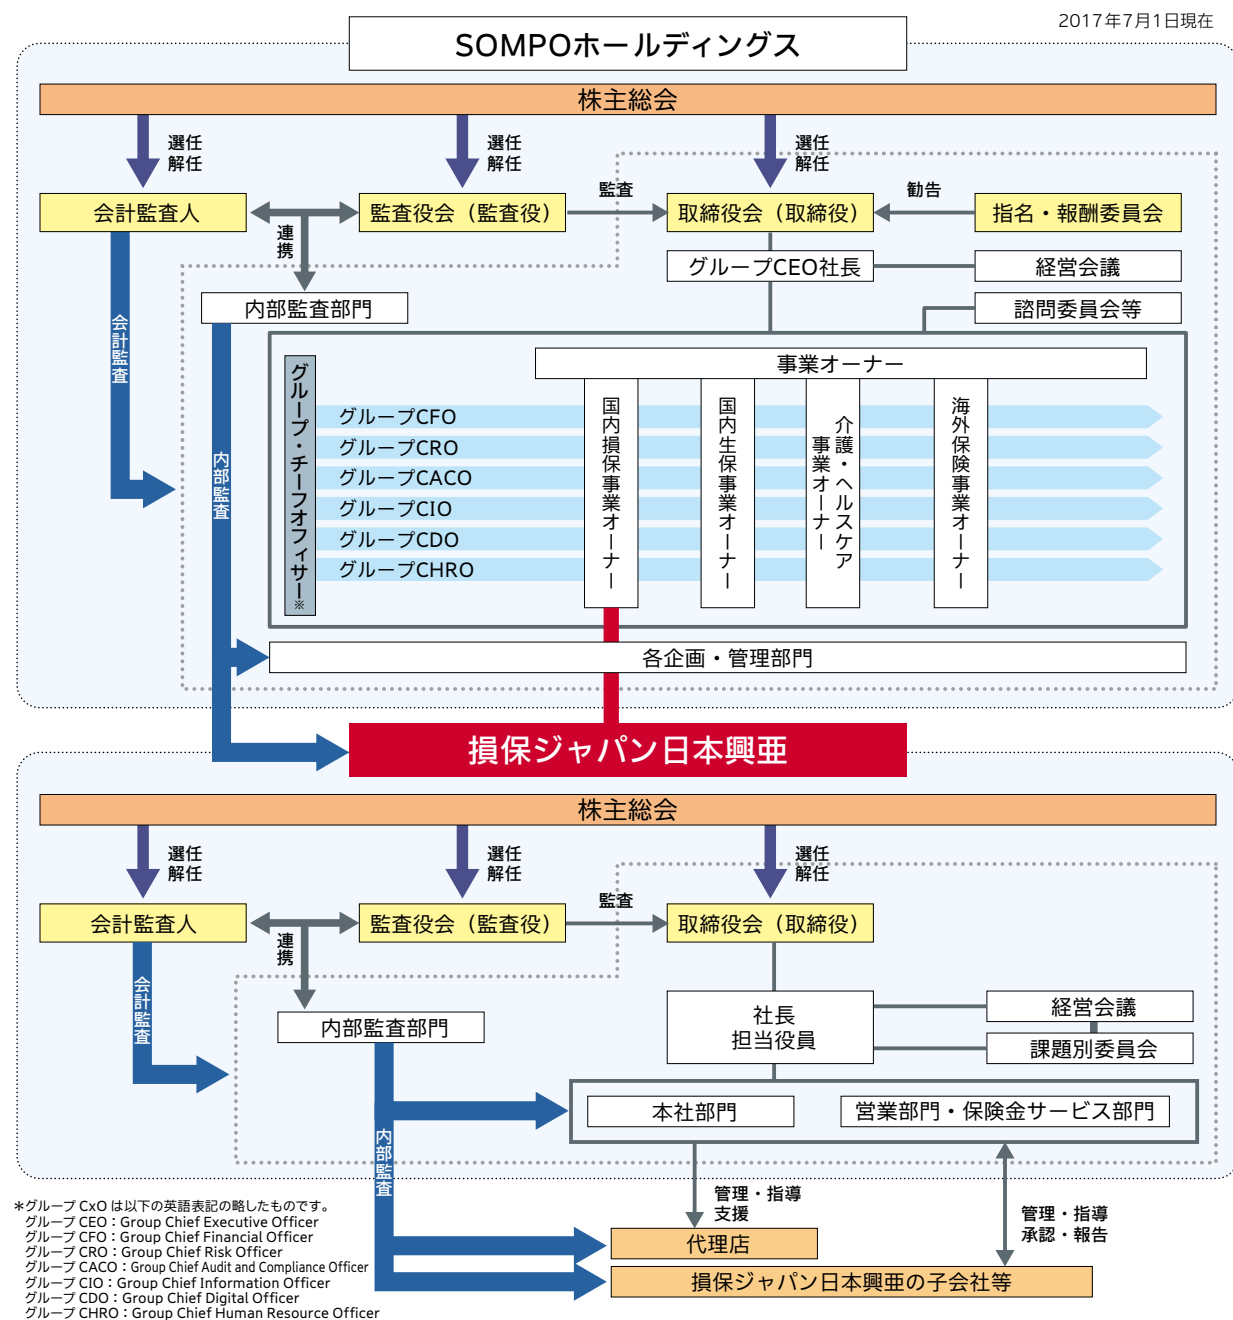 2017年7月1日現在
SOMPOホールディングス
株主総会
選任
解任
選任
解任
選任
解任
会計監査人
連携
監査役会（監査役）
監査
取締役会（取締役）
勧告
指名・報酬委員会
グループCEO社長
経営会議
内部監査部門
諮問委員会等
会計監査
内部監査
グループ・チーフオフィサー※
事業オーナー
グループCFO
グループCRO
グループCACO
グループCIO
グループCDO
グループCHRO
国内損保事業オーナー
国内生保事業オーナー
介護・ヘルスケア
事業オーナー
海外保険事業オーナー
各企画・管理部門
損保ジャパン日本興亜
株主総会
選任
解任
選任
解任
選任
解任
会計監査人
連携
監査役会（監査役）
監査
取締役会（取締役）
会計監査
内部監査部門
社長
担当役員
経営会議
課題別委員会
本社部門
営業部門・保険金サービス部門
内部監査
管理・指導
支援
管理・指導
承認・報告
代理店
損保ジャパン日本興亜の子会社等
＊グループ CxO は以下の英語表記の略したものです。
グループ CEO：Group Chief Executive Officer
グループ CFO：Group Chief Financial Officer
グループ CRO：Group Chief Risk Officer
グループ CACO：Group Chief Audit and Compliance Officer
グループ CIO：Group Chief Information Officer
グループ CDO：Group Chief Digital Officer
グループ CHRO：Group Chief Human Resource Officer